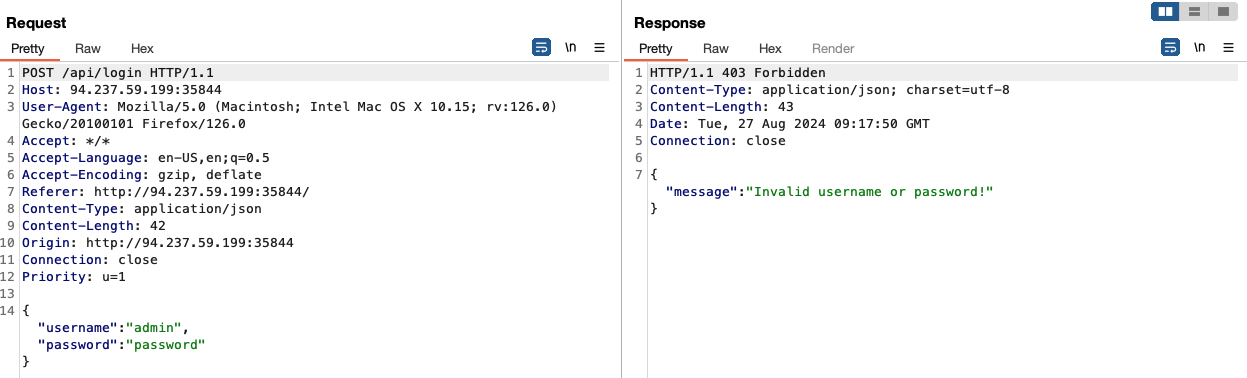 Request
Pretty Raw Hex \n
1 POST /api/login HTTP/1.1
2 Host: 94.237.59.199:35844
3 User-Agent: Mozilla/5.0 (Macintosh; Intel Mac OS X 10.15; rv:126.0)
Gecko/20100101 Firefox/126.0
4 Accept: */*
5 Accept-Language: en-US,en;q=0.5
6 Accept-Encoding: gzip, deflate
7 Referer: http://94.237.59.199:35844/
8 Content-Type: application/json
9 Content-Length: 42
10 Origin: http://94.237.59.199:35844
11 Connection: close
12 Priority: u=1
13
14 {
"username":"admin",
"password":"password"
}
Response
Pretty Raw Hex Render \n
1 HTTP/1.1 403 Forbidden
2 Content-Type: application/json; charset=utf-8
3 Content-Length: 43
4 Date: Tue, 27 Aug 2024 09:17:50 GMT
5 Connection: close
6
7 {
"message":"Invalid username or password!"
}